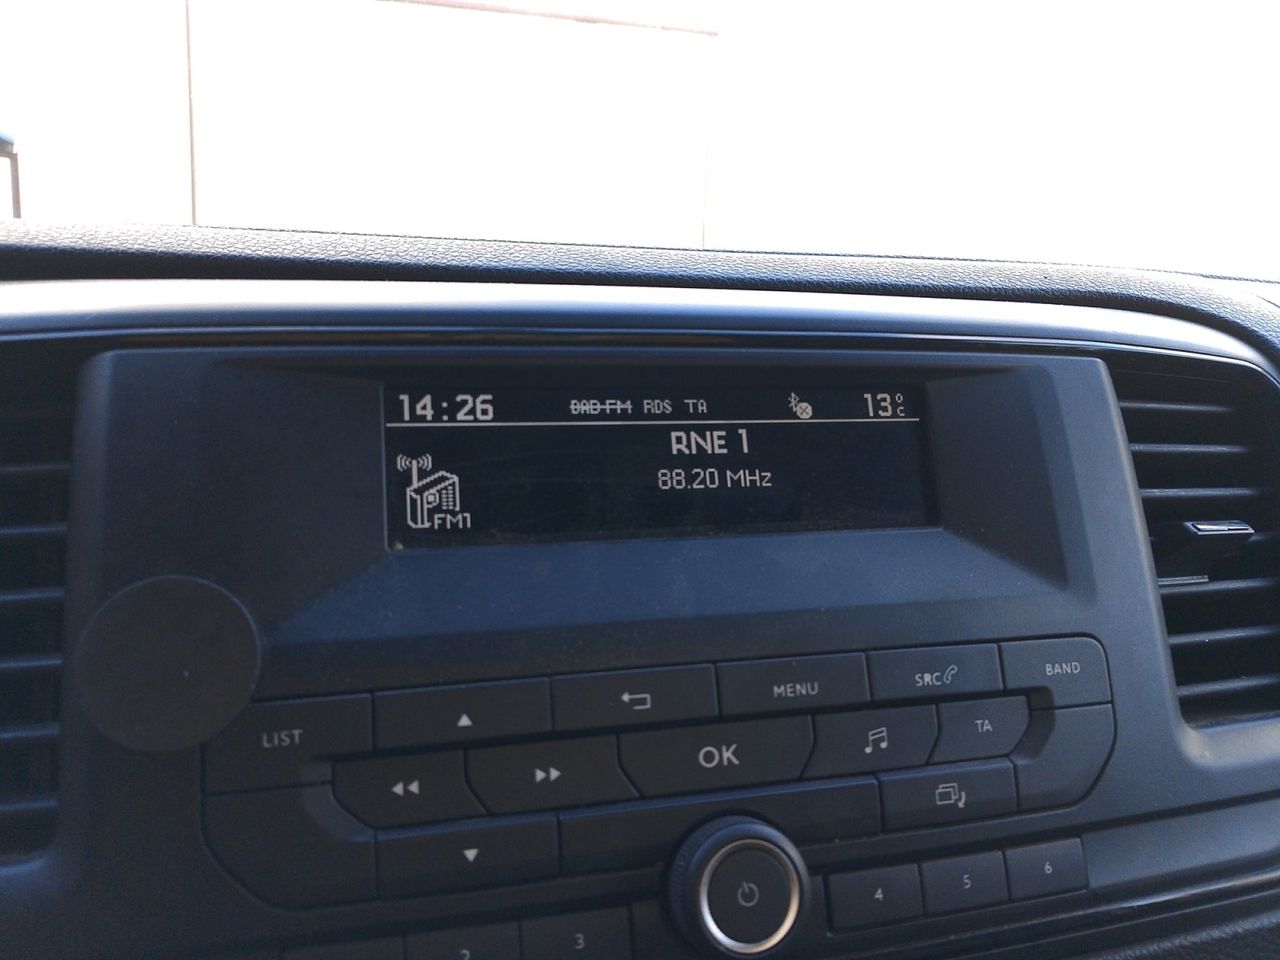 14:26 DAB-FM RDS TA 13°C
RNE 1
88.20 MHz
FM1
LIST
MENU
SRC
BAND
OK
TA
2
3
4
5
6